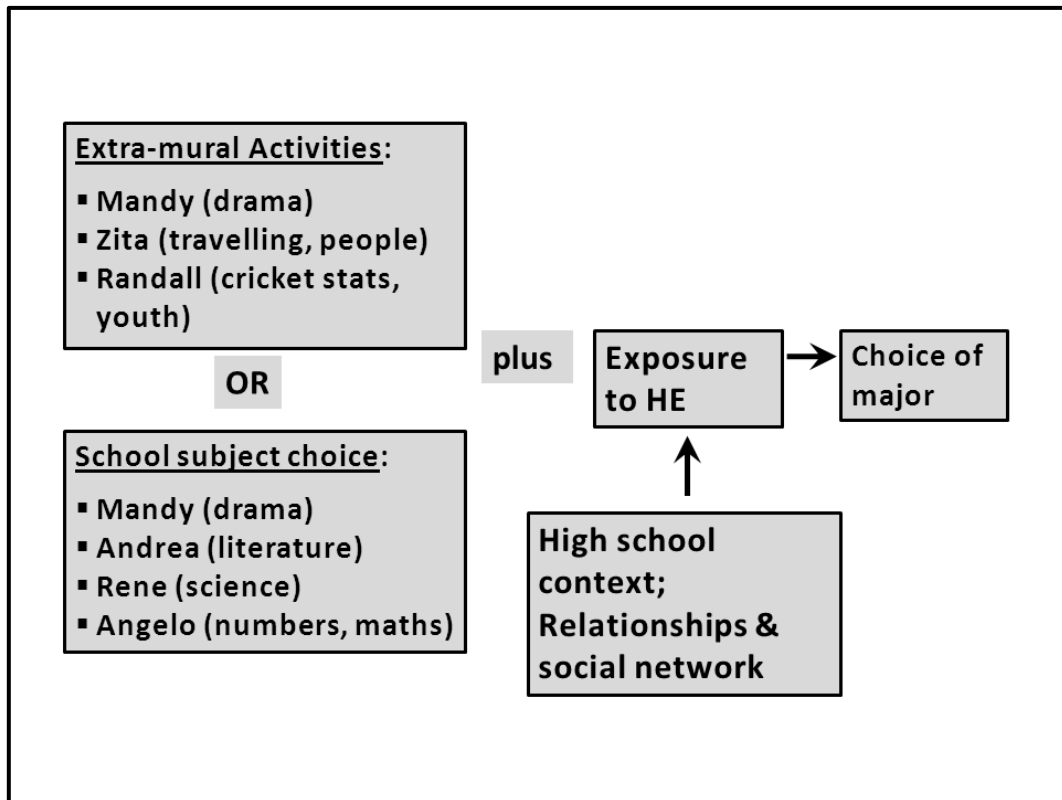 Extra-mural Activities:
▪ Mandy (drama)
▪ Zita (travelling, people)
▪ Randall (cricket stats,
youth)
OR
School subject choice:
▪ Mandy (drama)
▪ Andrea (literature)
▪ Rene (science)
▪ Angelo (numbers, maths)
plus
Exposure
to HE
Choice of
major
High school
context;
Relationships &
social network